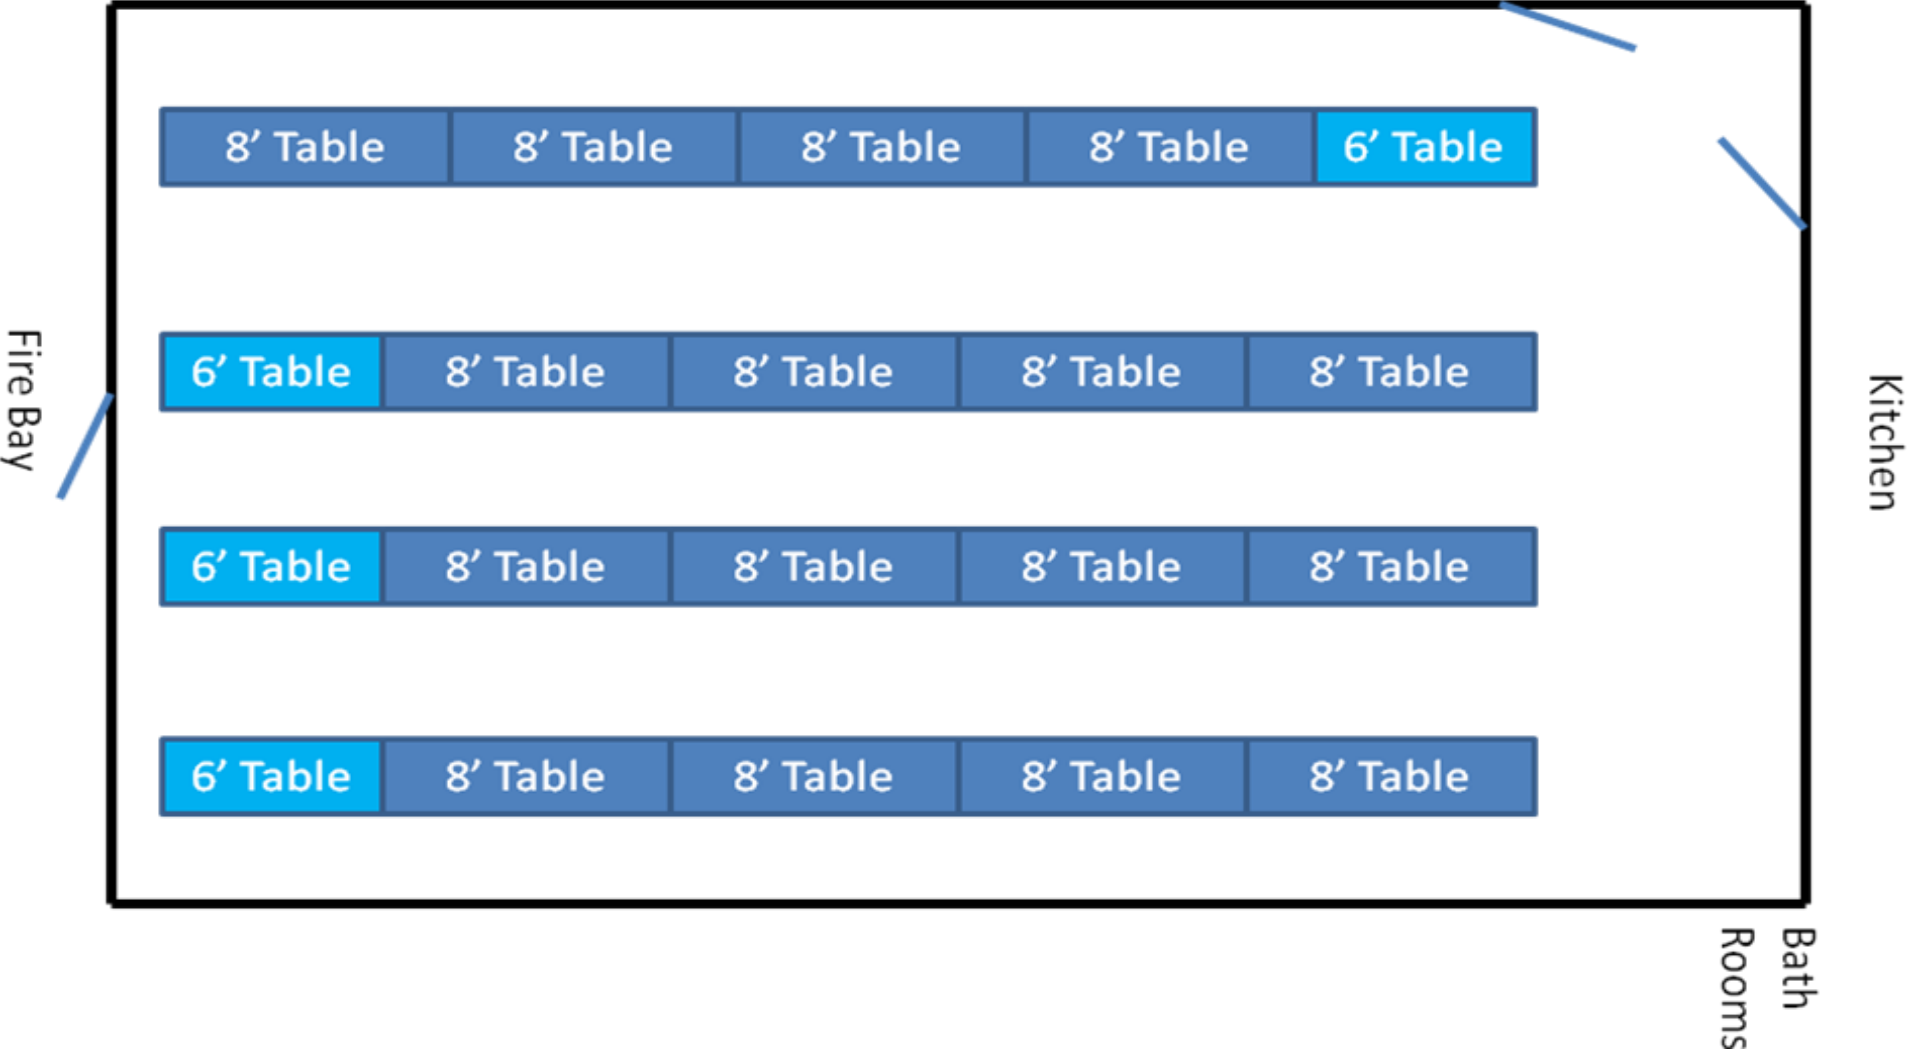 8’ Table 8’ Table 8’ Table 8’ Table 6’ Table
6’ Table 8’ Table 8’ Table 8’ Table 8’ Table
6’ Table 8’ Table 8’ Table 8’ Table 8’ Table
6’ Table 8’ Table 8’ Table 8’ Table 8’ Table
Fire Bay
Kitchen
Bath
Rooms